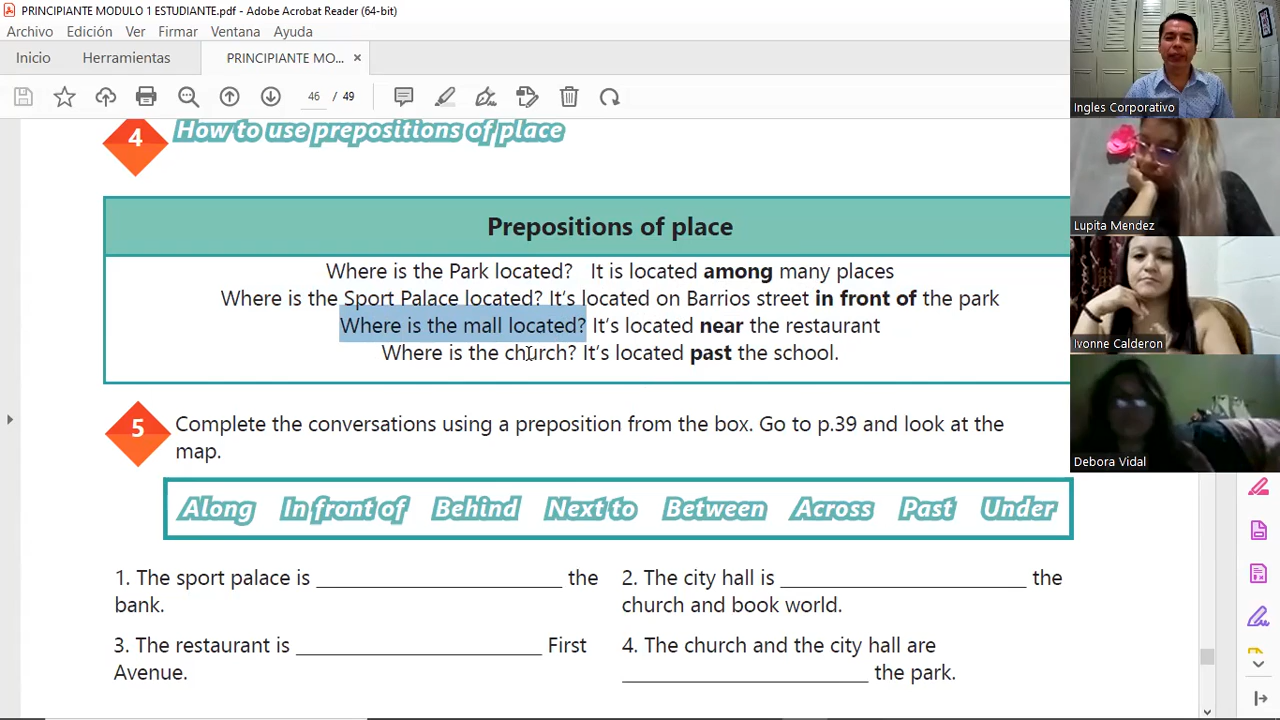 PRINCIPIANTE MODULO 1 ESTUDIANTE.pdf - Adobe Acrobat Reader (64-bit)
Archivo Edición Ver Firmar Ventana Ayuda
Inicio Herramientas PRINCIPIANTE MO... ×
46 / 49
Ingles Corporativo
Lupita Mendez
Ivonne Calderon
Debora Vidal
4 How to use prepositions of place
Prepositions of place
Where is the Park located? It is located among many places
Where is the Sport Palace located? It's located on Barrios street in front of the park
Where is the mall located? It's located near the restaurant
Where is the church? It's located past the school.
5 Complete the conversations using a preposition from the box. Go to p.39 and look at the
map.
Along In front of Behind Next to Between Across Past Under
1. The sport palace is ______________________ the
bank.
2. The city hall is ______________________ the
church and book world.
3. The restaurant is ______________________ First
Avenue.
4. The church and the city hall are
______________________ the park.